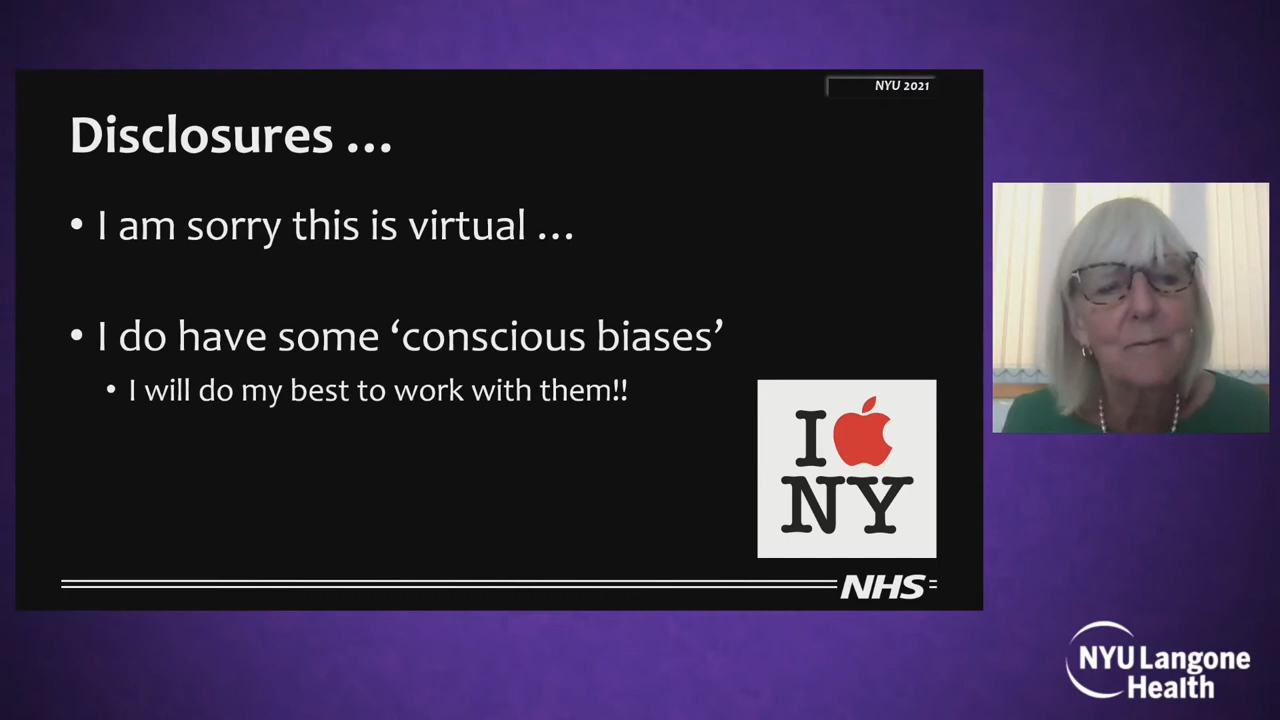 NYU 2021
Disclosures …
• I am sorry this is virtual …
• I do have some ‘conscious biases’
• I will do my best to work with them!!
I
NY
NHS
NYU Langone
Health